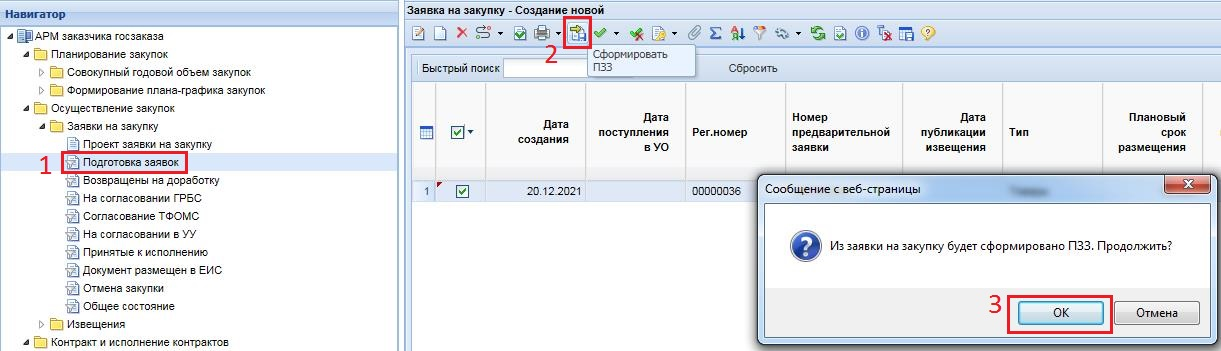 Навигатор
АРМ заказчика госзаказа
Планирование закупок
Совокупный годовой объем закупок
Формирование плана-графика закупок
Осуществление закупок
Заявки на закупку
Проект заявки на закупку
1
Подготовка заявок
Возвращены на доработку
На согласовании ГРБС
Согласование ТФОМС
На согласовании в УУ
Принятые к исполнению
Документ размещен в ЕИС
Отмена закупки
Общее состояние
Извещения
Контракт и исполнение контрактов
Заявка на закупку - Создание новой
2
Сформировать
ПЗЗ
Быстрый поиск
Сбросить
Дата
создания
Дата
поступления
в УО
Рег.номер
Номер
предварительной
заявки
Дата
публикации
извещения
Тип
Плановый
срок
размещения
1
20.12.2021
00000036
Сообщение с веб-страницы
Из заявки на закупку будет сформировано ПЗЗ. Продолжить?
3
ОК
Отмена